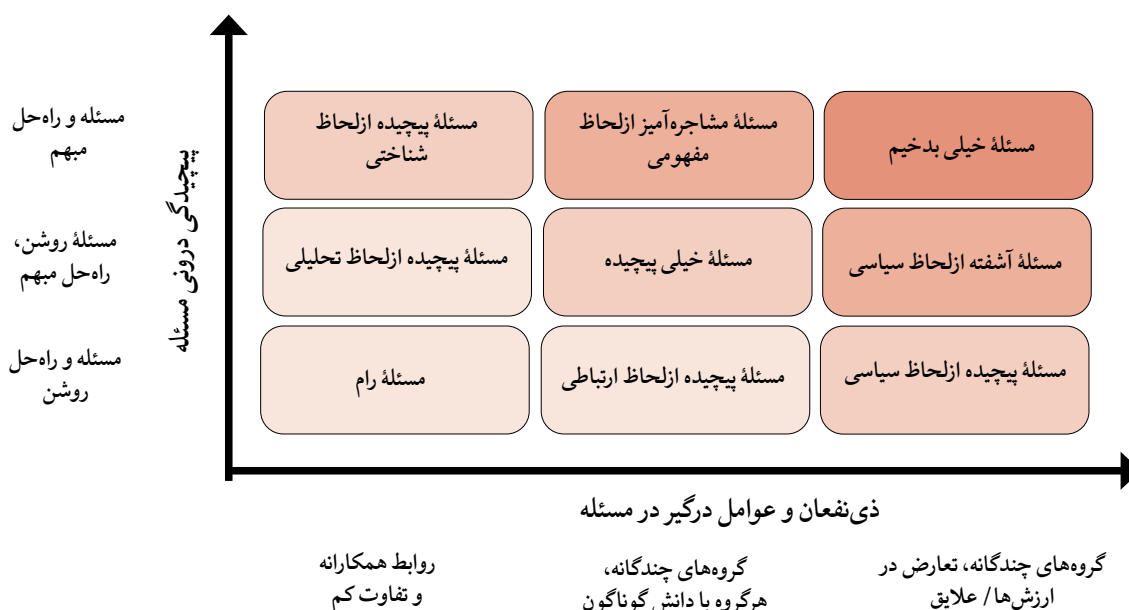 مسئله و راه‌حل
مبهم
مسئلهٔ روشن،
راه‌حل مبهم
مسئله و راه‌حل
روشن
پیچیدگی درونی مسئله
مسئلهٔ پیچیده ازلحاظ
شناختی
مسئلهٔ مشاجره‌آمیز ازلحاظ
مفهومی
مسئلهٔ خیلی بدخیم
مسئلهٔ پیچیده ازلحاظ تحلیلی
مسئلهٔ خیلی پیچیده
مسئلهٔ آشفته ازلحاظ سیاسی
مسئلهٔ رام
مسئلهٔ پیچیده ازلحاظ ارتباطی
مسئلهٔ پیچیده ازلحاظ سیاسی
ذی‌نفعان و عوامل درگیر در مسئله
روابط همکارانه
و تفاوت کم
گروه‌های چندگانه،
هرگروه با دانش گوناگون
گروه‌های چندگانه، تعارض در
ارزش‌ها/ علایق